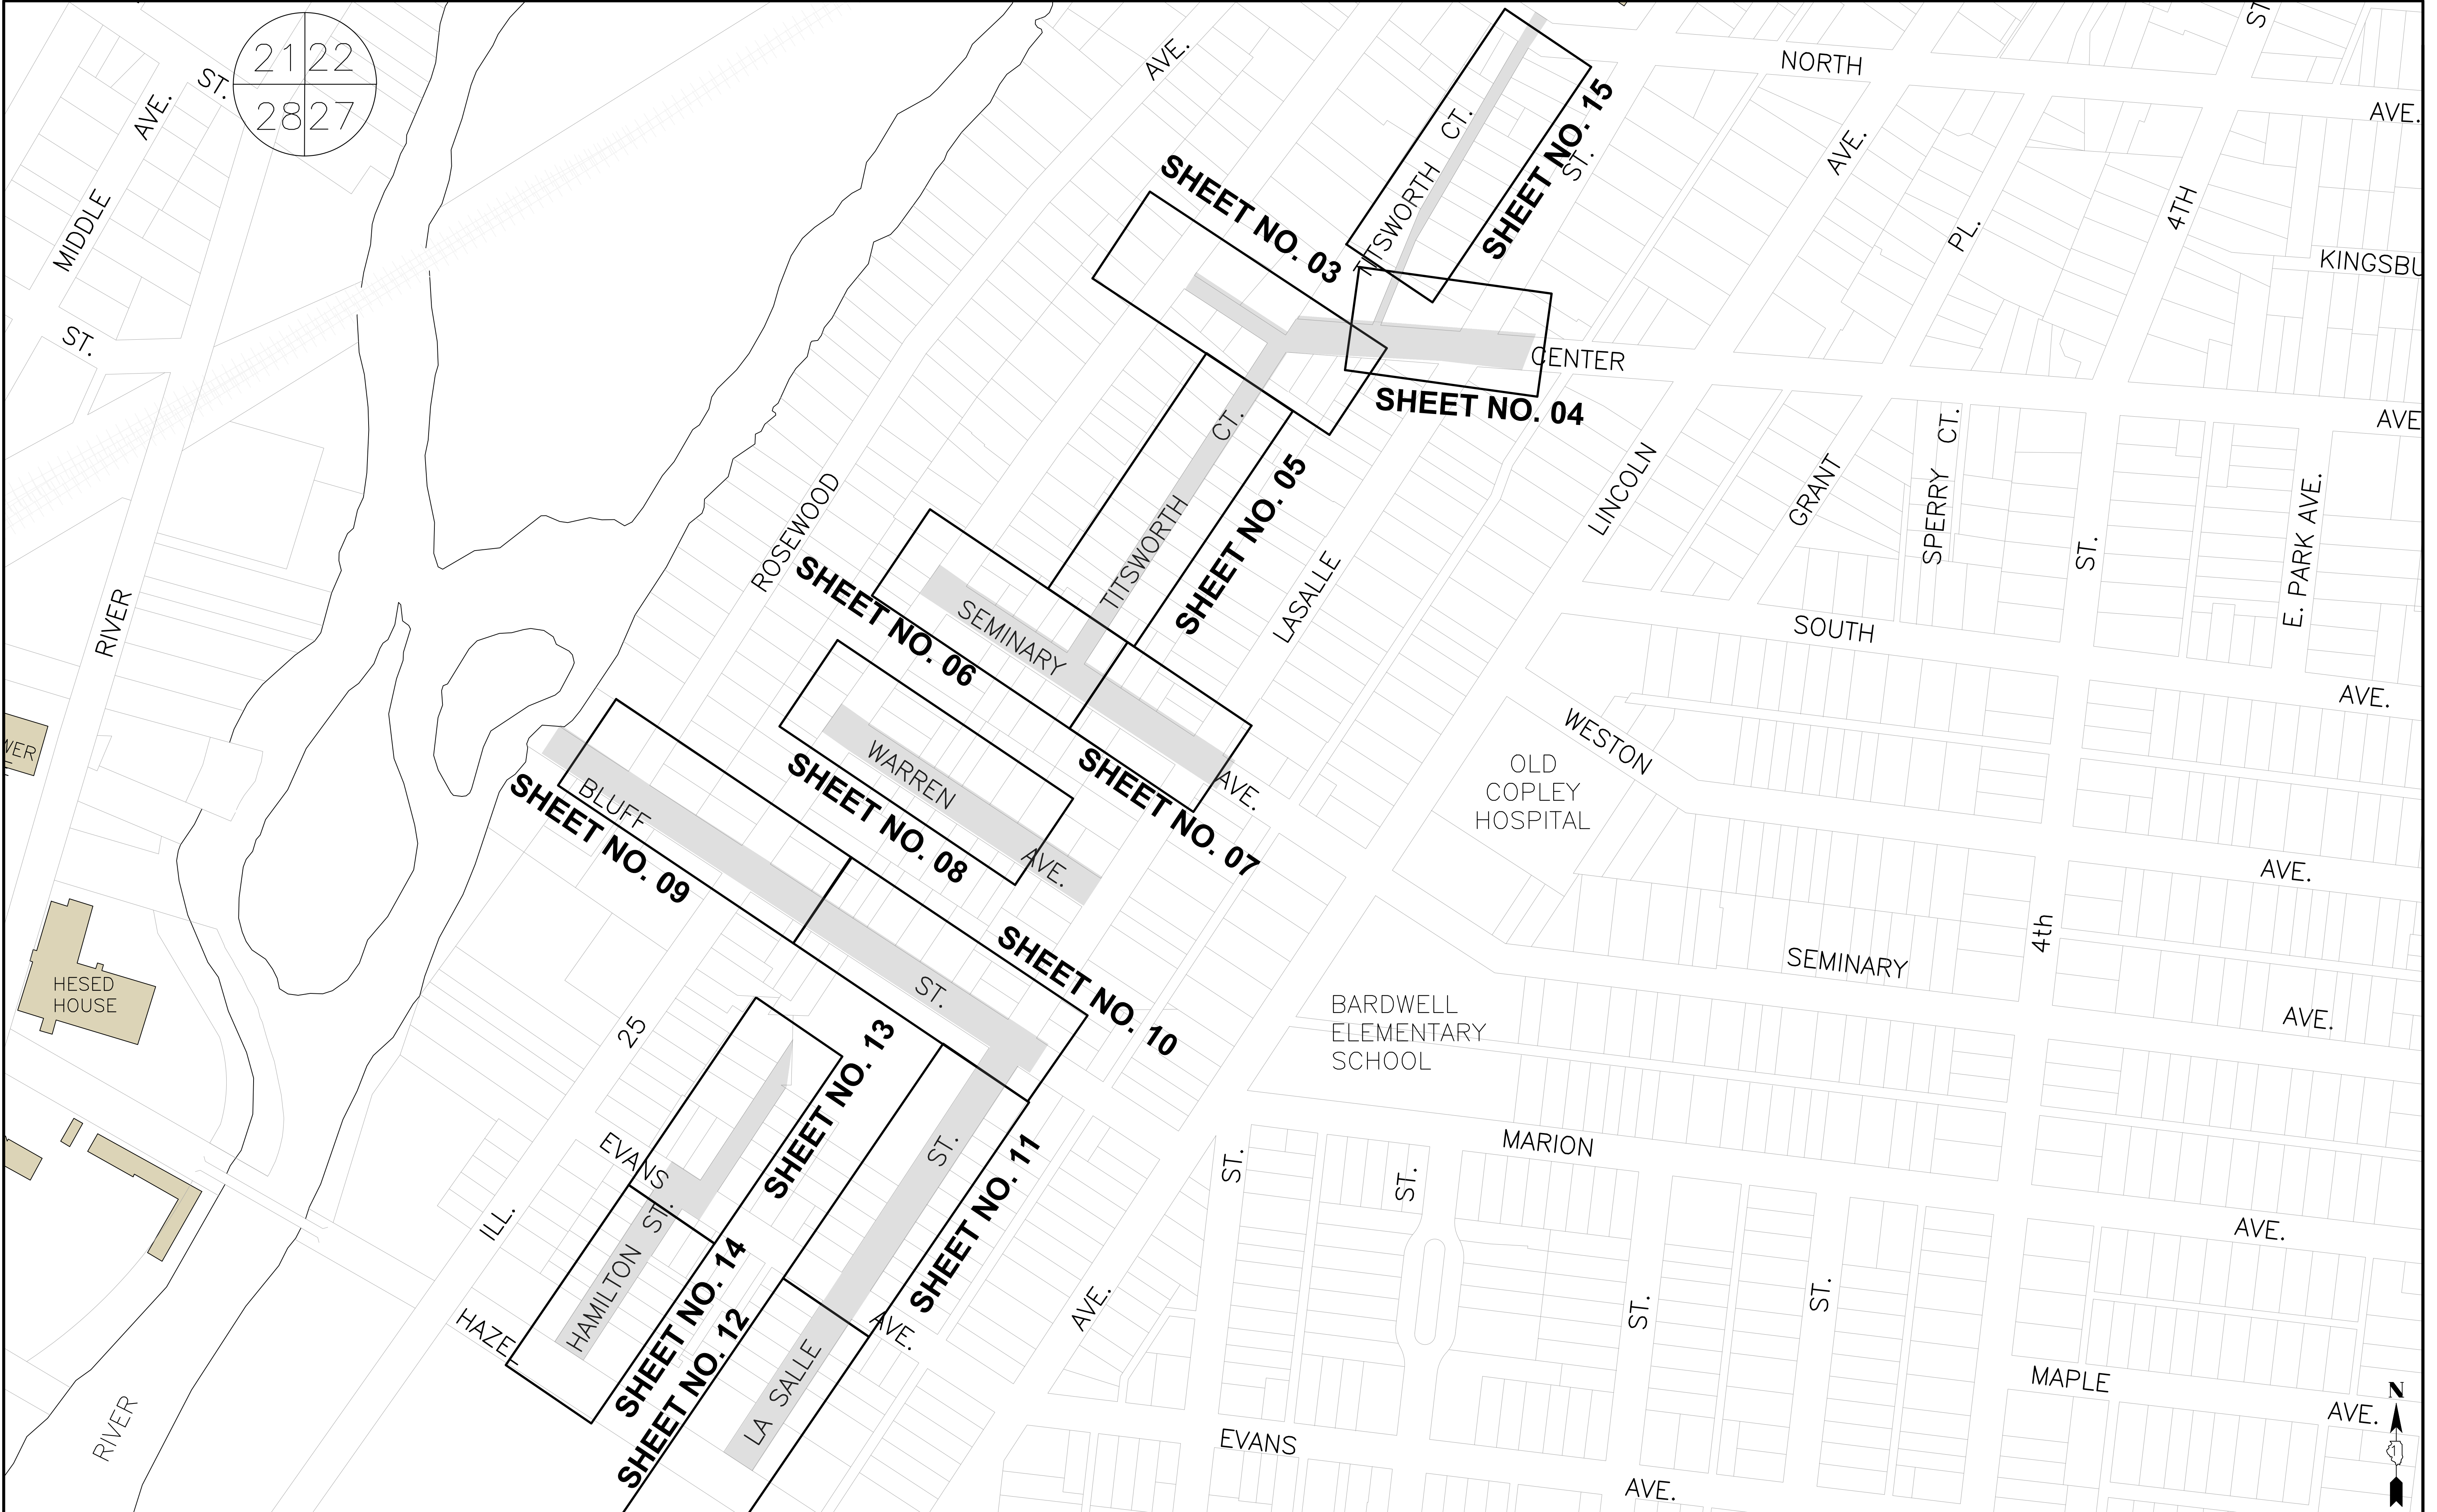 21 22
28 27
ST.
AVE.
MIDDLE
ST.
RIVER
AVE.
NORTH
AVE.
ST
AVE.
4TH
PL.
KINGSBU
TITSWORTH CT.
SHEET NO. 15
ST.
SHEET NO. 03
CENTER
AVE
SHEET NO. 04
TITSWORTH CT.
SHEET NO. 05
ROSEWOOD
LASALLE
LINCOLN
GRANT
SPERRY CT.
ST.
E. PARK AVE.
SEMINARY
AVE.
SHEET NO. 06
SHEET NO. 07
SOUTH
AVE.
WESTON
AVE.
OLD
COPLEY
HOSPITAL
WARREN
AVE.
SHEET NO. 08
BLUFF
ST.
SHEET NO. 09
SHEET NO. 10
4th
SEMINARY
AVE.
BARDWELL
ELEMENTARY
SCHOOL
HESED
HOUSE
ILL. 25
SHEET NO. 13
EVANS
AVE.
HAMILTON ST.
SHEET NO. 14
SHEET NO. 11
LA SALLE ST.
SHEET NO. 12
AVE.
ST.
ST.
MARION
AVE.
ST.
ST.
MAPLE
AVE.
EVANS
AVE.
RIVER
N
1